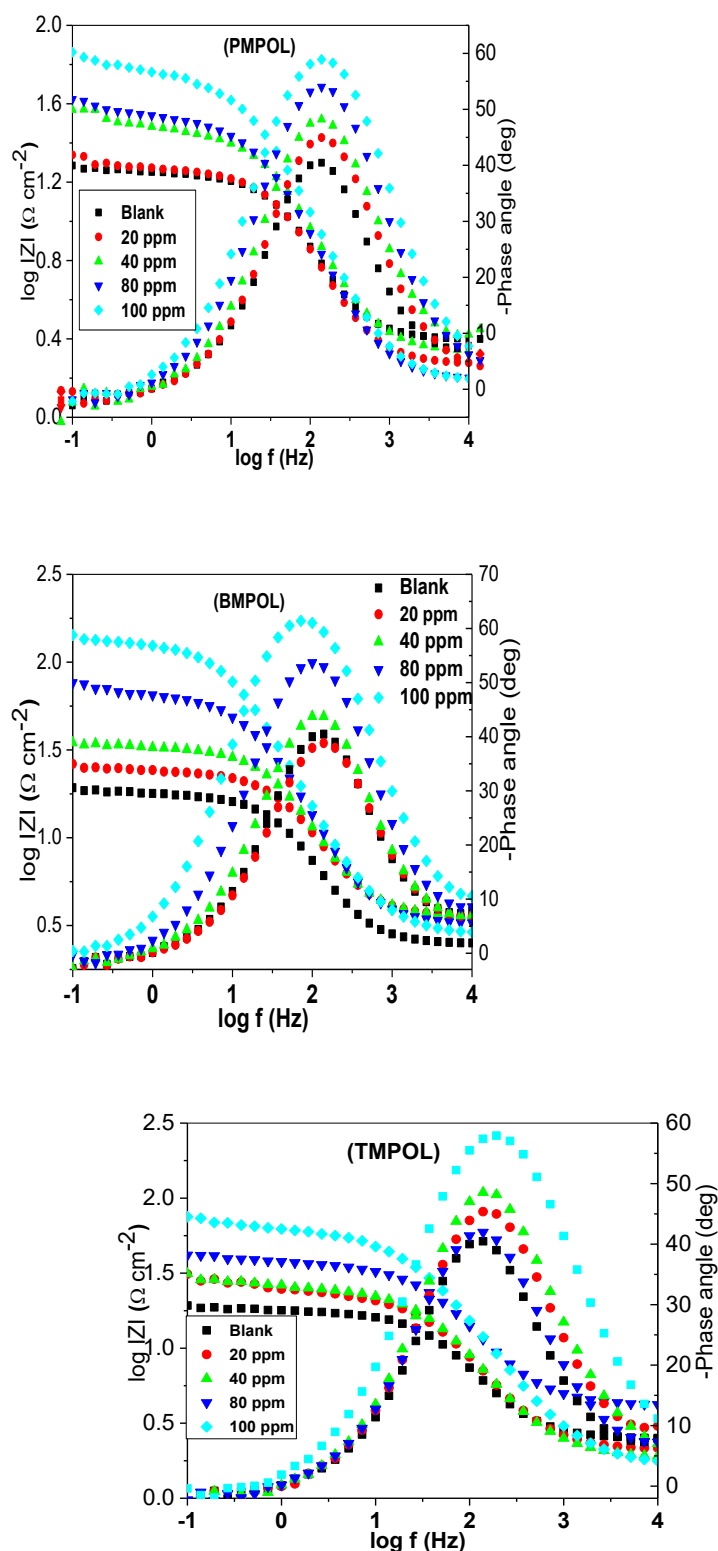 (PMPOL)
2.0
1.6
1.2
0.8
0.4
0.0
log |Z| (Ω cm⁻²)
60
50
40
30
20
10
0
-Phase angle (deg)
Blank
20 ppm
40 ppm
80 ppm
100 ppm
-1 0 1 2 3 4
log f (Hz)
(BMPOL)
2.5
2.0
1.5
1.0
0.5
log |Z| (Ω cm⁻²)
70
60
50
40
30
20
10
0
-Phase angle (deg)
Blank
20 ppm
40 ppm
80 ppm
100 ppm
-1 0 1 2 3 4
log f (Hz)
(TMPOL)
2.5
2.0
1.5
1.0
0.5
0.0
log |Z| (Ω cm⁻²)
60
50
40
30
20
10
0
-Phase angle (deg)
Blank
20 ppm
40 ppm
80 ppm
100 ppm
-1 0 1 2 3 4
log f (Hz)